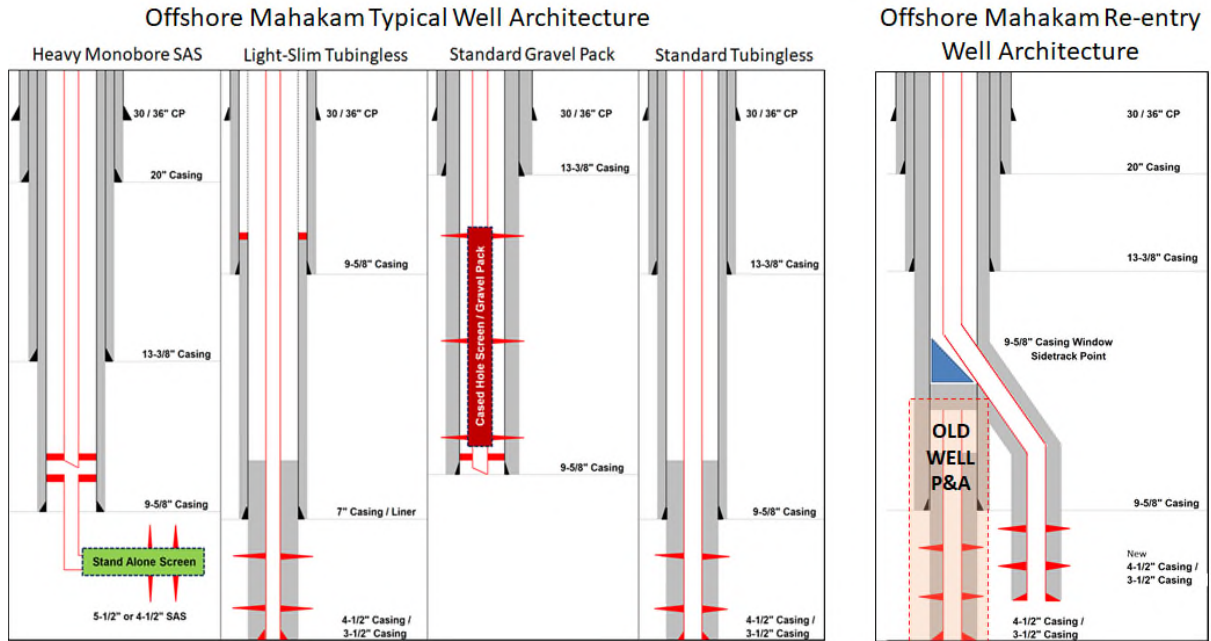 Offshore Mahakam Typical Well Architecture
Heavy Monobore SAS
Light-Slim Tubingless
Standard Gravel Pack
Standard Tubingless
30 / 36" CP
20" Casing
13-3/8" Casing
9-5/8" Casing
Stand Alone Screen
5-1/2" or 4-1/2" SAS
30 / 36" CP
9-5/8" Casing
7" Casing / Liner
4-1/2" Casing /
3-1/2" Casing
30 / 36" CP
13-3/8" Casing
Cased Hole Screen / Gravel Pack
9-5/8" Casing
30 / 36" CP
13-3/8" Casing
9-5/8" Casing
4-1/2" Casing /
3-1/2" Casing
Offshore Mahakam Re-entry
Well Architecture
30 / 36" CP
20" Casing
13-3/8" Casing
9-5/8" Casing Window
Sidetrack Point
OLD
WELL
P&A
9-5/8" Casing
New
4-1/2" Casing /
3-1/2" Casing
4-1/2" Casing /
3-1/2" Casing